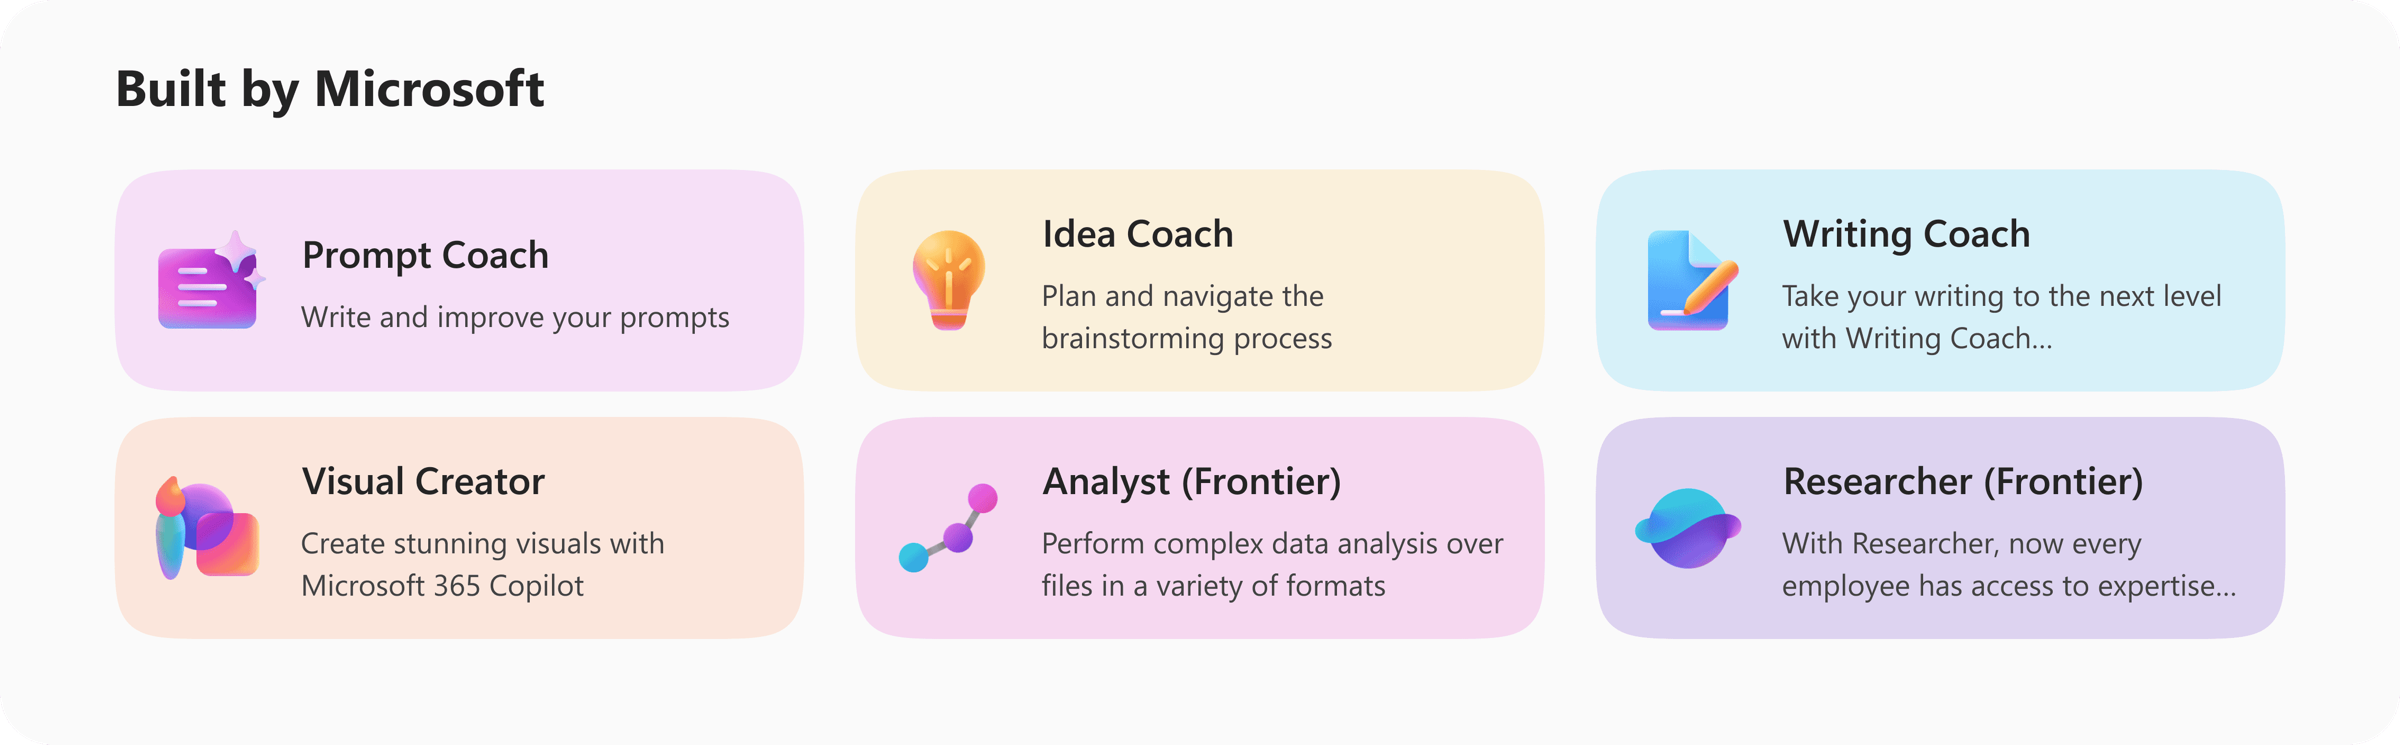 Built by Microsoft
Prompt Coach
Write and improve your prompts
Idea Coach
Plan and navigate the
brainstorming process
Writing Coach
Take your writing to the next level
with Writing Coach...
Visual Creator
Create stunning visuals with
Microsoft 365 Copilot
Analyst (Frontier)
Perform complex data analysis over
files in a variety of formats
Researcher (Frontier)
With Researcher, now every
employee has access to expertise...